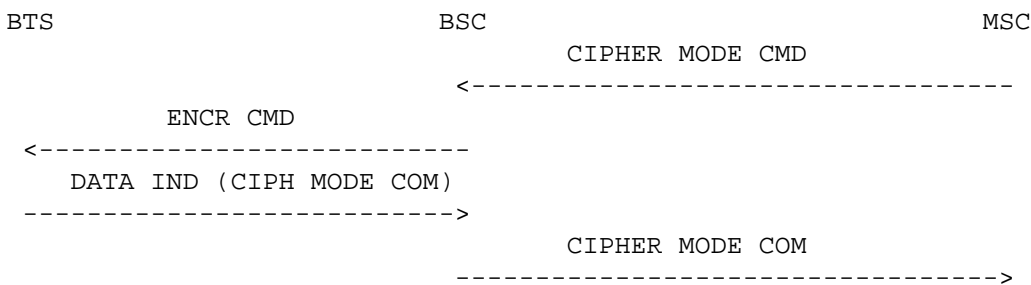 BTS BSC MSC
CIPHER MODE CMD
<----------------------------------
ENCR CMD
<---------------------------
DATA IND (CIPH MODE COM)
--------------------------->
CIPHER MODE COM
---------------------------------->